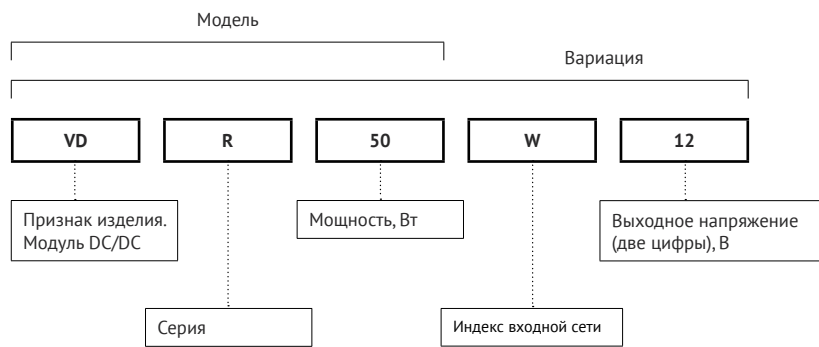 Модель
Вариация
VD
R
50
W
12
Признак изделия.
Модуль DC/DC
Мощность, Вт
Выходное напряжение
(две цифры), В
Серия
Индекс входной сети